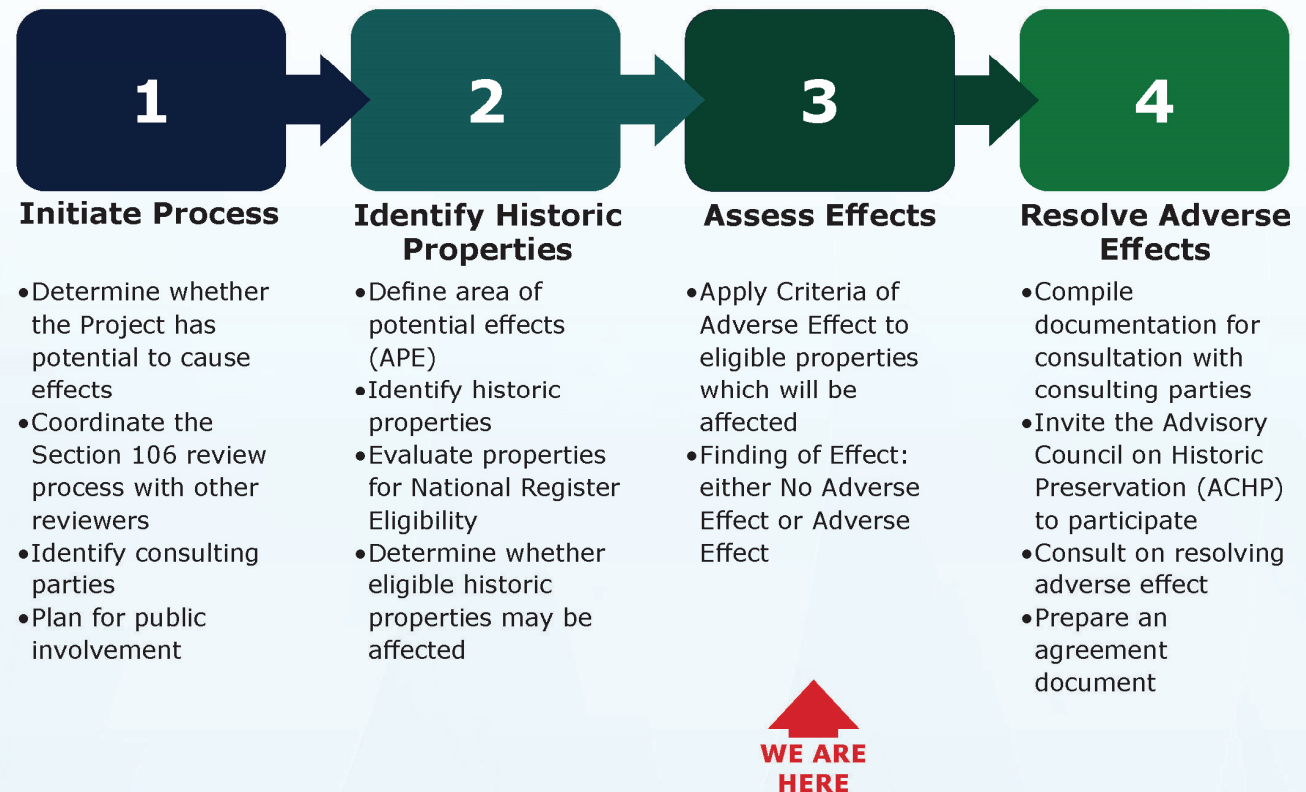 1
Initiate Process
•Determine whether
the Project has
potential to cause
effects
•Coordinate the
Section 106 review
process with other
reviewers
•Identify consulting
parties
•Plan for public
involvement
2
Identify Historic
Properties
•Define area of
potential effects
(APE)
•Identify historic
properties
•Evaluate properties
for National Register
Eligibility
•Determine whether
eligible historic
properties may be
affected
3
Assess Effects
•Apply Criteria of
Adverse Effect to
eligible properties
which will be
affected
•Finding of Effect:
either No Adverse
Effect or Adverse
Effect
WE ARE
HERE
4
Resolve Adverse
Effects
•Compile
documentation for
consultation with
consulting parties
•Invite the Advisory
Council on Historic
Preservation (ACHP)
to participate
•Consult on resolving
adverse effect
•Prepare an
agreement
document